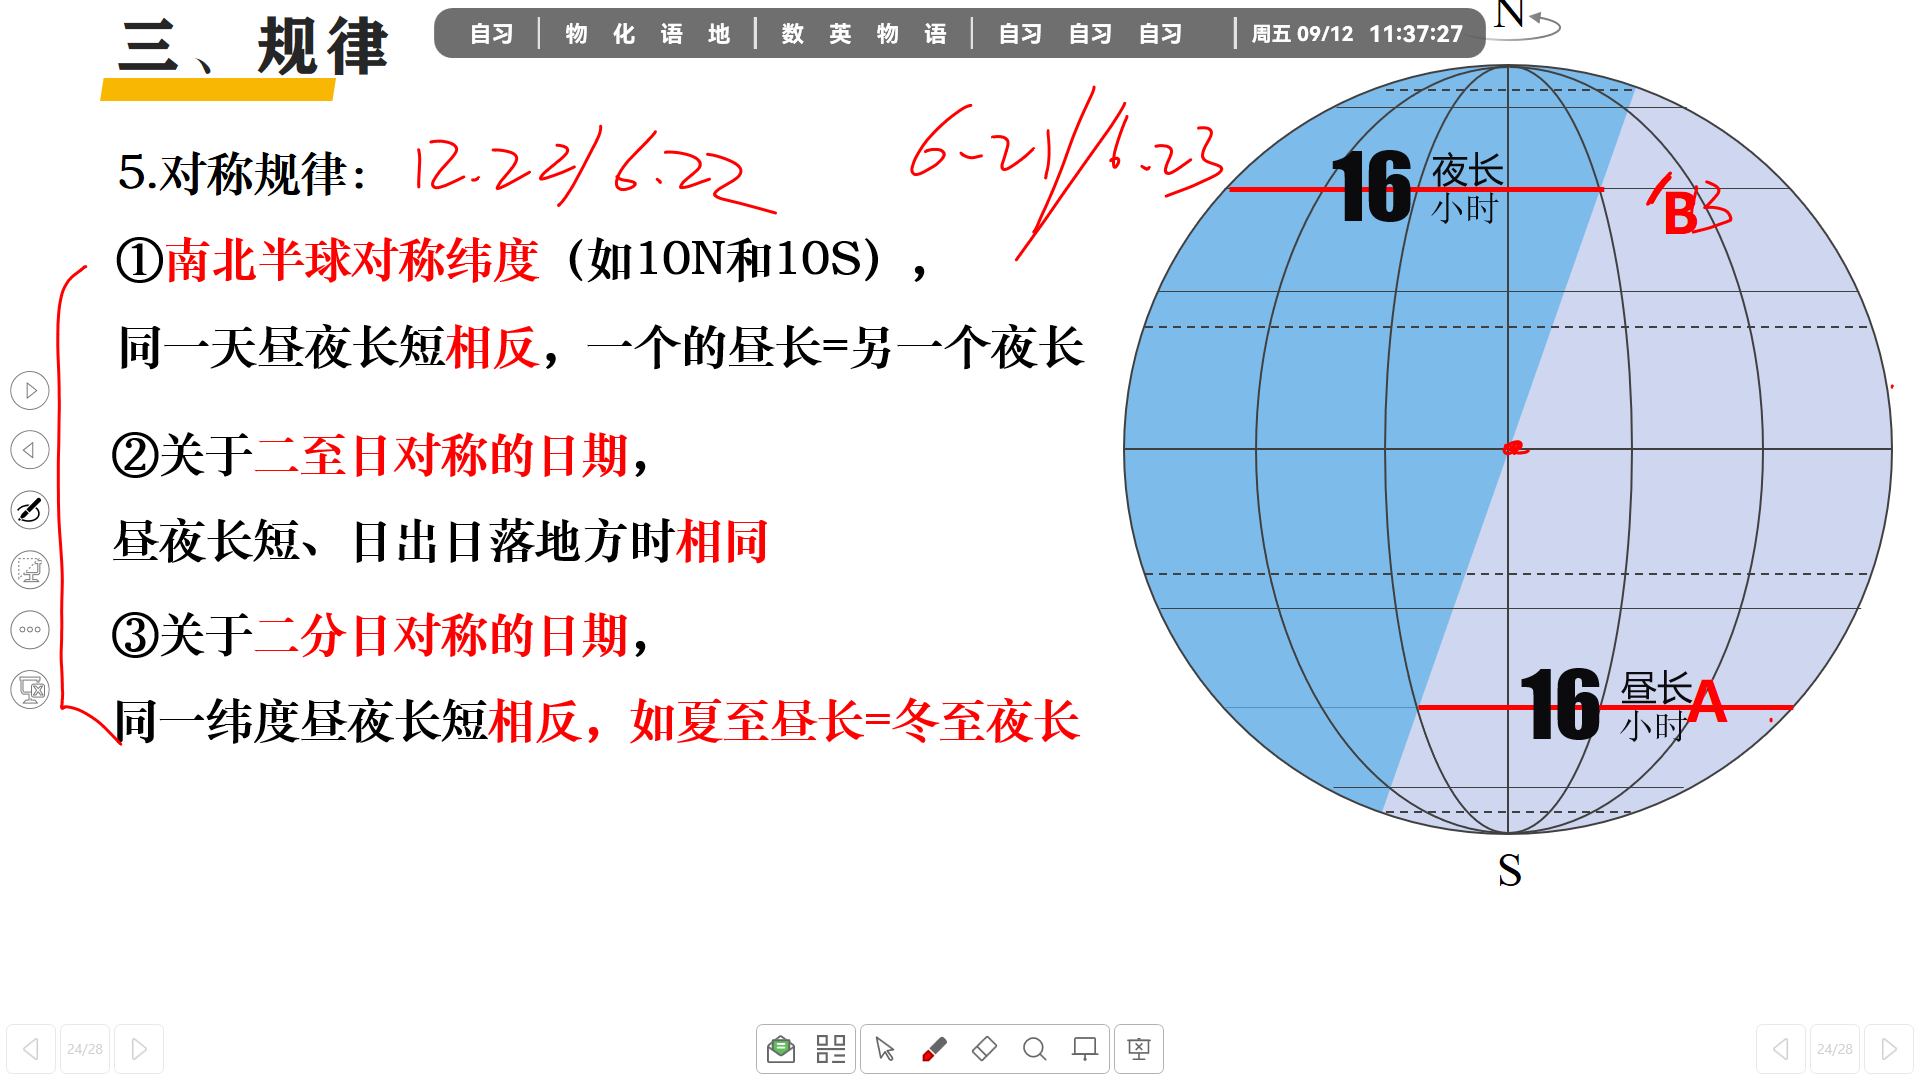 三、规律
自习 物 化 语 地 数 英 物 语 自习 自习 自习 周五 09/12 11:37:27
N
5.对称规律：
12.22/6.22
6-21//6.23
①南北半球对称纬度（如10N和10S），
同一天昼夜长短相反，一个的昼长=另一个夜长
②关于二至日对称的日期，
昼夜长短、日出日落地方时相同
③关于二分日对称的日期，
同一纬度昼夜长短相反，如夏至昼长=冬至夜长
16 夜长
小时
B
16 昼长
小时
A
S
24/28
24/28